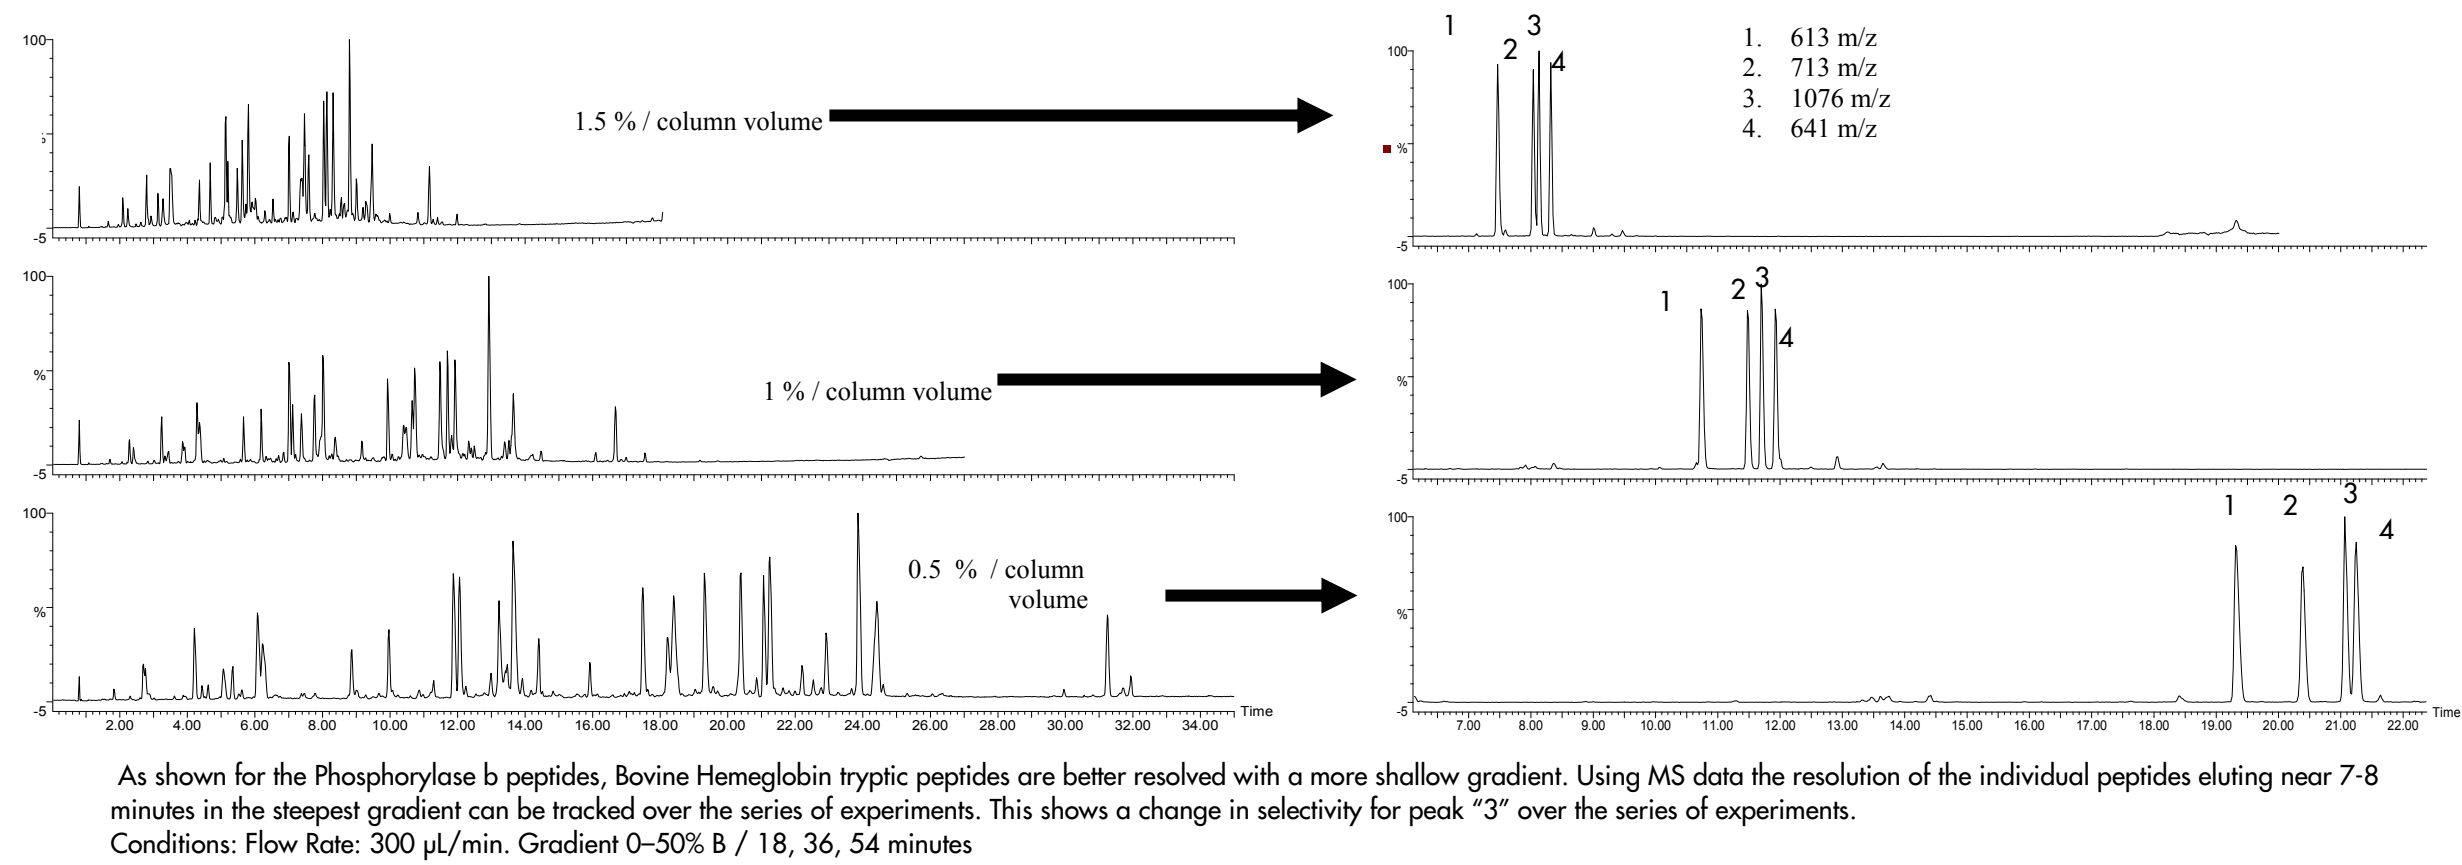 1 3
2
4
1. 613 m/z
2. 713 m/z
3. 1076 m/z
4. 641 m/z
100
-5
1.5 % / column volume
100
%
-5
100
%
-5
1 % / column volume
1 2 3
4
100
%
-5
100
%
-5
0.5 % / column
volume
1 2 3
4
100
%
-5
2.00 4.00 6.00 8.00 10.00 12.00 14.00 16.00 18.00 20.00 22.00 24.00 26.00 28.00 30.00 32.00 34.00 Time
7.00 8.00 9.00 10.00 11.00 12.00 13.00 14.00 15.00 16.00 17.00 18.00 19.00 20.00 21.00 22.00 Time
As shown for the Phosphorylase b peptides, Bovine Hemeglobin tryptic peptides are better resolved with a more shallow gradient. Using MS data the resolution of the individual peptides eluting near 7-8
minutes in the steepest gradient can be tracked over the series of experiments. This shows a change in selectivity for peak “3” over the series of experiments.
Conditions: Flow Rate: 300 µL/min. Gradient 0–50% B / 18, 36, 54 minutes